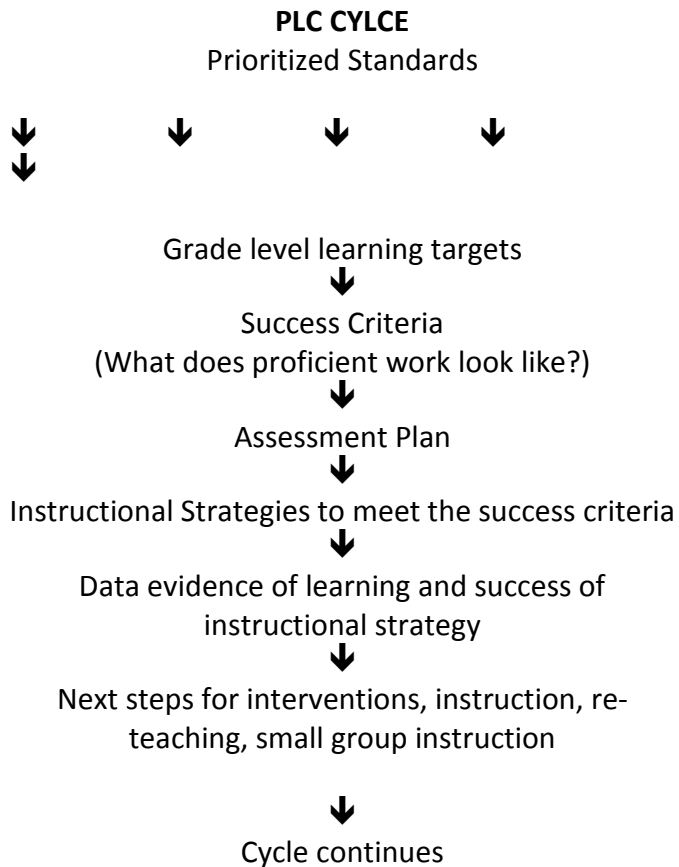 PLC CYLCE
Prioritized Standards
Grade level learning targets
Success Criteria
(What does proficient work look like?)
Assessment Plan
Instructional Strategies to meet the success criteria
Data evidence of learning and success of
instructional strategy
Next steps for interventions, instruction, re-
teaching, small group instruction
Cycle continues